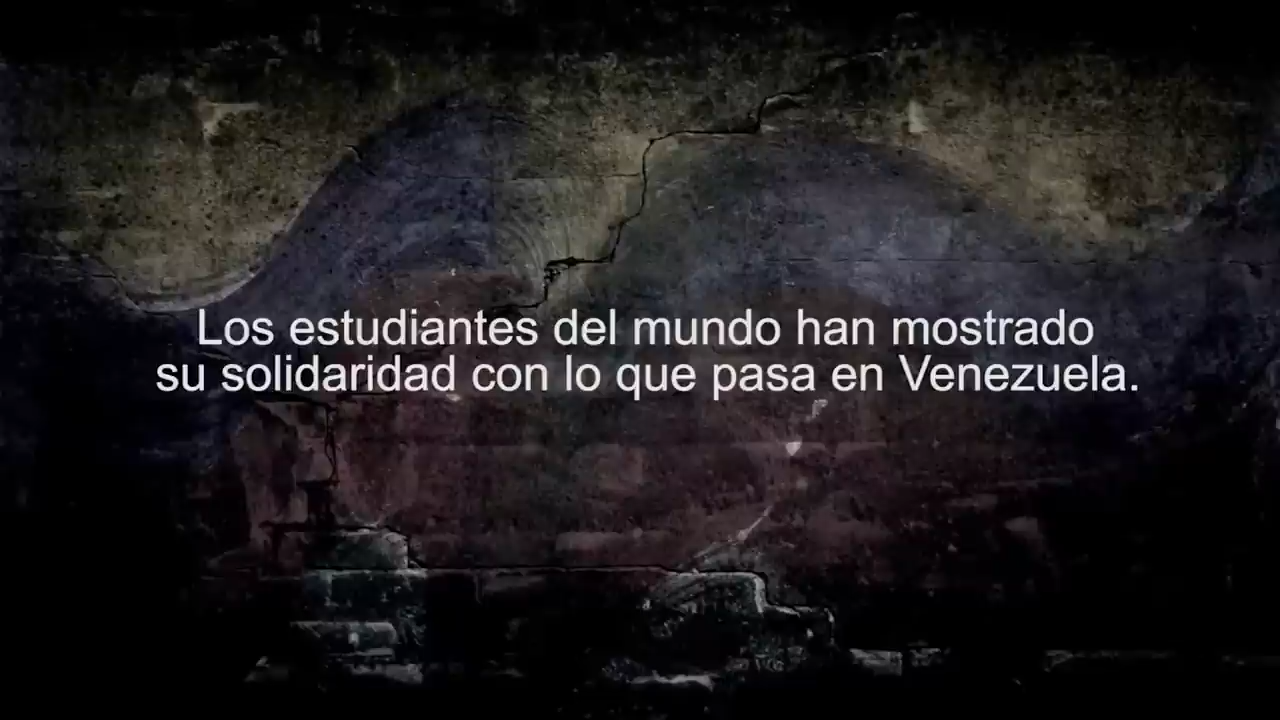 Los estudiantes del mundo han mostrado
su solidaridad con lo que pasa en Venezuela.